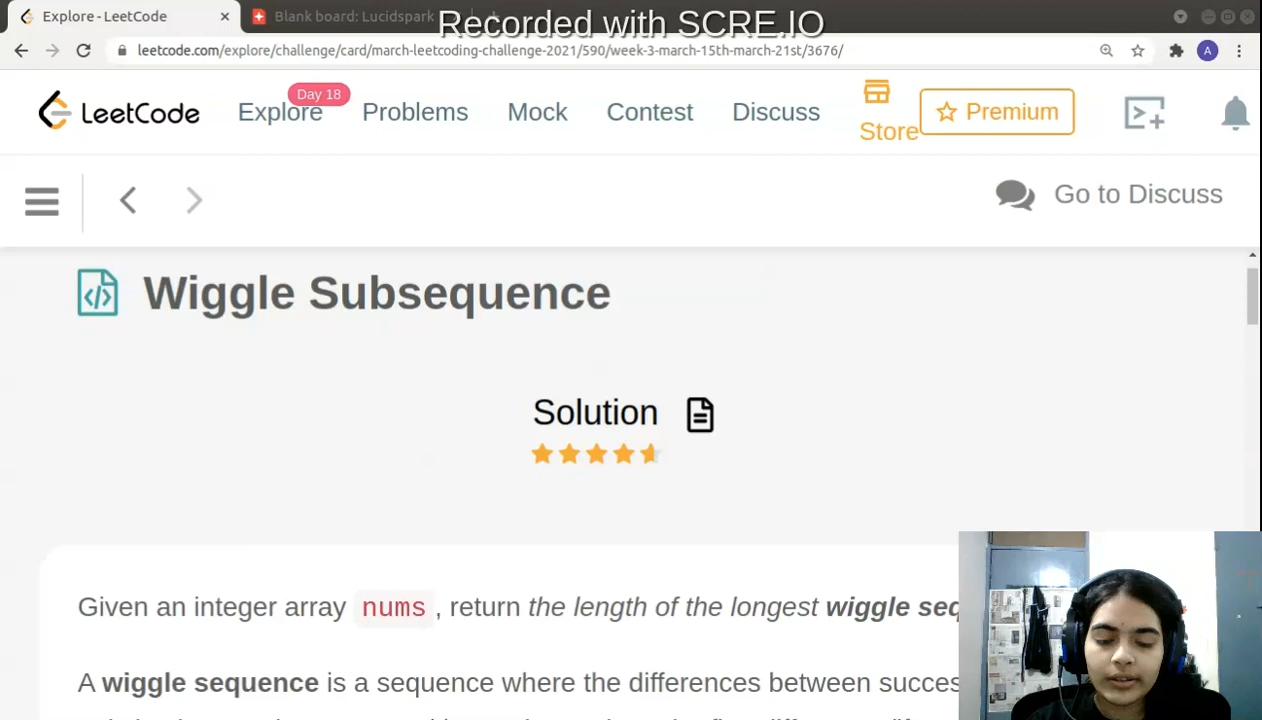 Explore - LeetCode
Blank board: Lucidspark
Recorded with SCRE.IO
leetcode.com/explore/challenge/card/march-leetcoding-challenge-2021/590/week-3-march-15th-march-21st/3676/
A
LeetCode
Explore
Day 18
Problems
Mock
Contest
Discuss
Store
Premium
Go to Discuss
Wiggle Subsequence
Solution
Given an integer array nums, return the length of the longest wiggle seq
A wiggle sequence is a sequence where the differences between succes